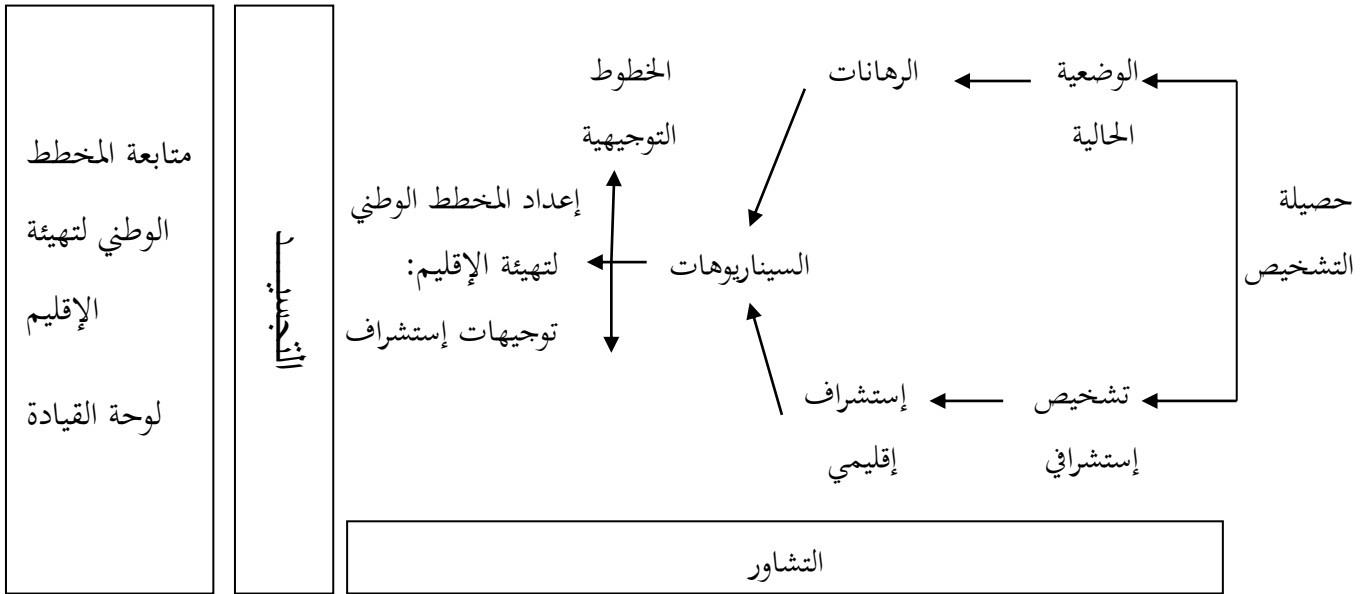 حصيلة
التشخيص
الوضعية
الحالية
الرهانات
تشخيص
إستشرافي
إستشراف
إقليمي
السيناريوهات
الخطوط
التوجيهية
إعداد المخطط الوطني
لتهيئة الإقليم:
توجيهات إستشراف
التشاور
التجسيـــد
متابعة المخطط
الوطني لتهيئة
الإقليم
لوحة القيادة